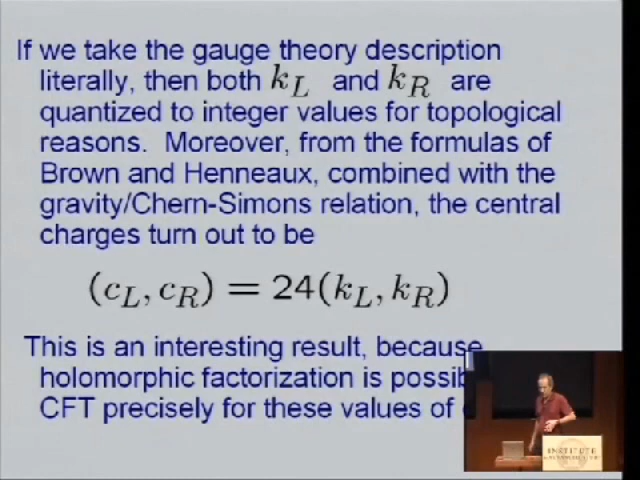 If we take the gauge theory description
literally, then both k_L and k_R are
quantized to integer values for topological
reasons. Moreover, from the formulas of
Brown and Henneaux, combined with the
gravity/Chern-Simons relation, the central
charges turn out to be
(c_L, c_R) = 24(k_L, k_R)
This is an interesting result, because
holomorphic factorization is possib
CFT precisely for these values of
INSTITUTE